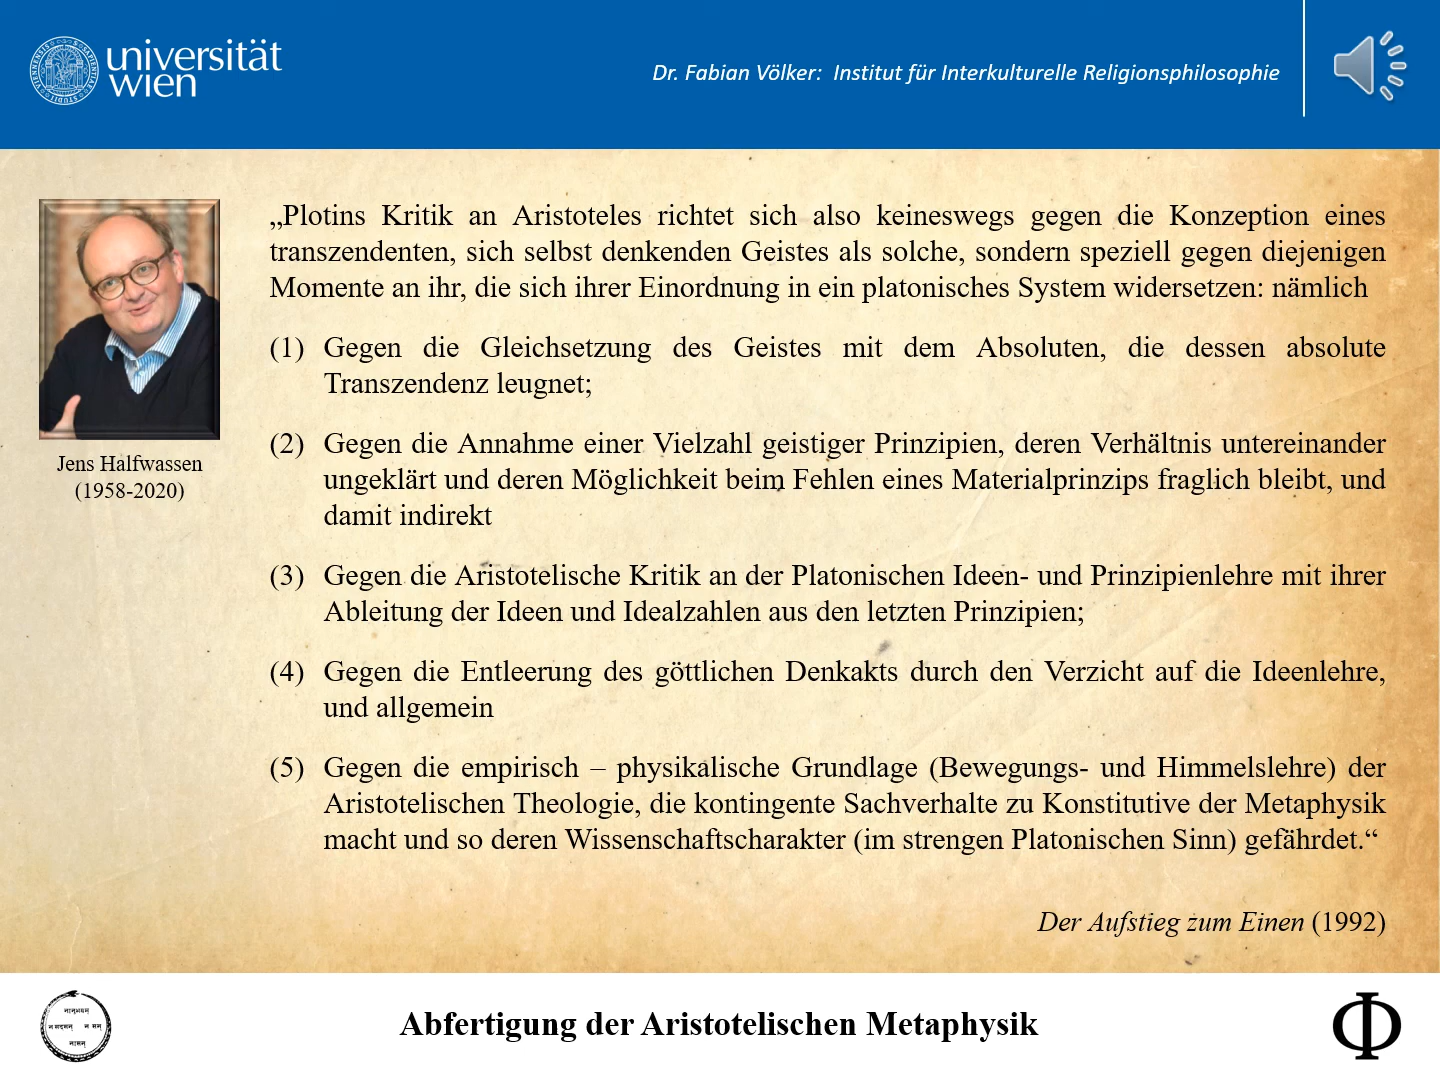 universität
wien
Dr. Fabian Völker: Institut für Interkulturelle Religionsphilosophie
„Plotins Kritik an Aristoteles richtet sich also keineswegs gegen die Konzeption eines
transzendenten, sich selbst denkenden Geistes als solche, sondern speziell gegen diejenigen
Momente an ihr, die sich ihrer Einordnung in ein platonisches System widersetzen: nämlich
(1) Gegen die Gleichsetzung des Geistes mit dem Absoluten, die dessen absolute
Transzendenz leugnet;
(2) Gegen die Annahme einer Vielzahl geistiger Prinzipien, deren Verhältnis untereinander
ungeklärt und deren Möglichkeit beim Fehlen eines Materialprinzips fraglich bleibt, und
damit indirekt
(3) Gegen die Aristotelische Kritik an der Platonischen Ideen- und Prinzipienlehre mit ihrer
Ableitung der Ideen und Idealzahlen aus den letzten Prinzipien;
(4) Gegen die Entleerung des göttlichen Denkakts durch den Verzicht auf die Ideenlehre,
und allgemein
(5) Gegen die empirisch – physikalische Grundlage (Bewegungs- und Himmelslehre) der
Aristotelischen Theologie, die kontingente Sachverhalte zu Konstitutive der Metaphysik
macht und so deren Wissenschaftscharakter (im strengen Platonischen Sinn) gefährdet.“
Der Aufstieg zum Einen (1992)
Jens Halfwassen
(1958-2020)
Abfertigung der Aristotelischen Metaphysik
Φ